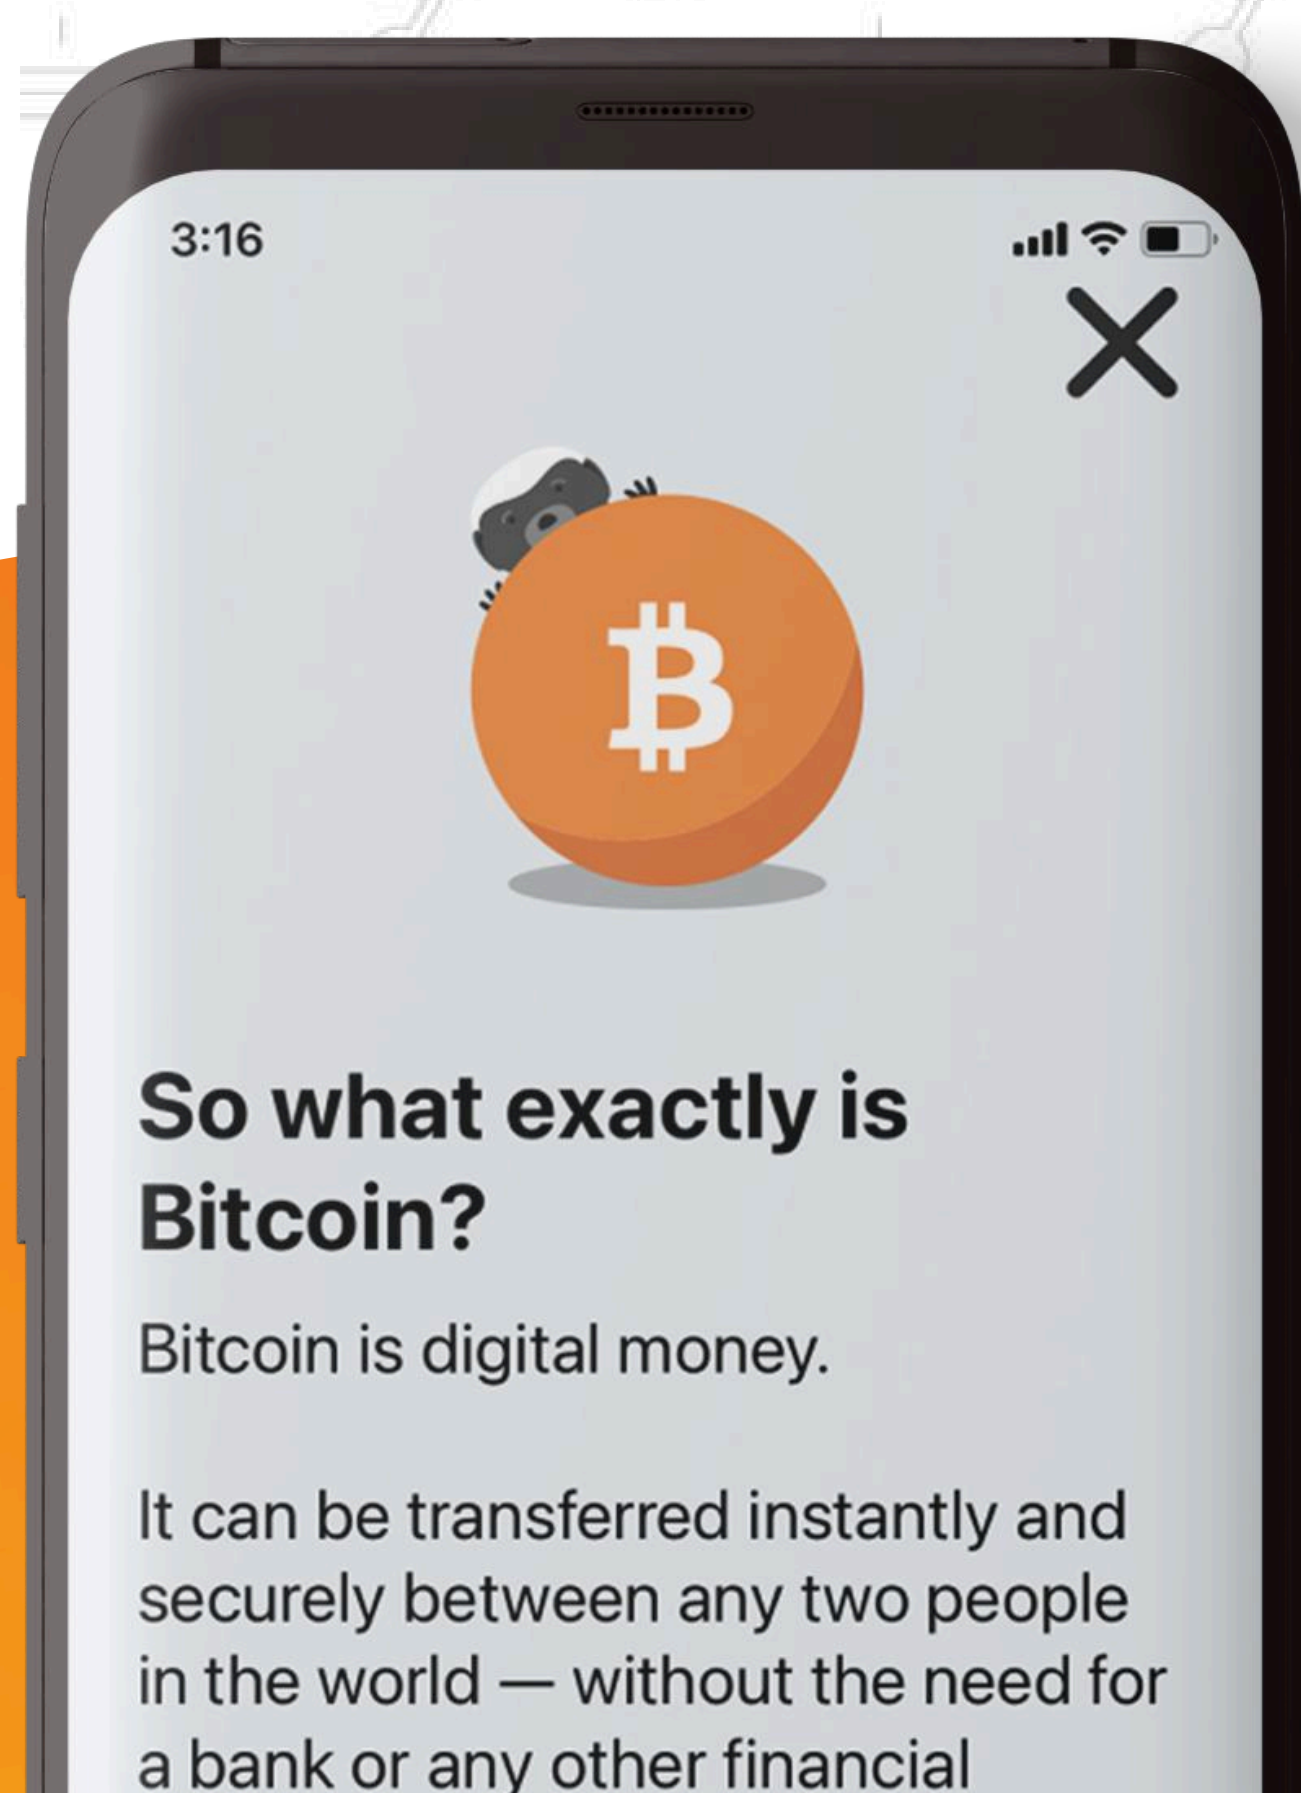 3:16
₿
So what exactly is
Bitcoin?
Bitcoin is digital money.
It can be transferred instantly and
securely between any two people
in the world — without the need for
a bank or any other financial